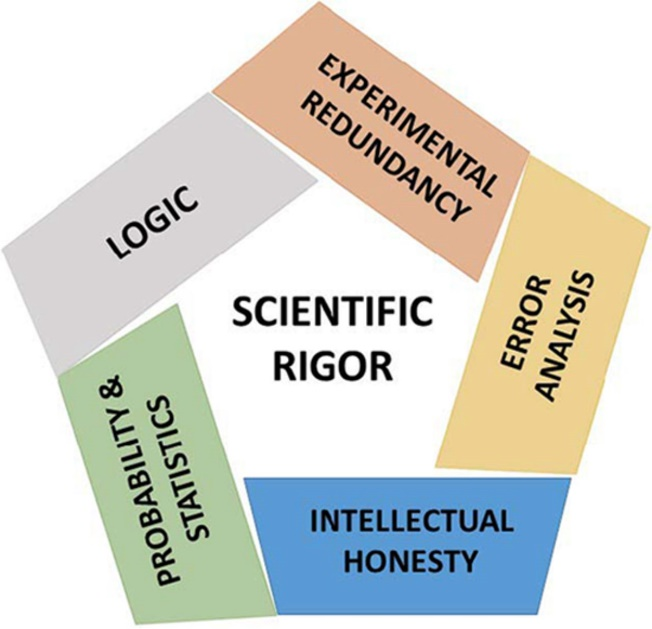 EXPERIMENTAL
REDUNDANCY
LOGIC
SCIENTIFIC
RIGOR
ERROR
ANALYSIS
PROBABILITY &
STATISTICS
INTELLECTUAL
HONESTY